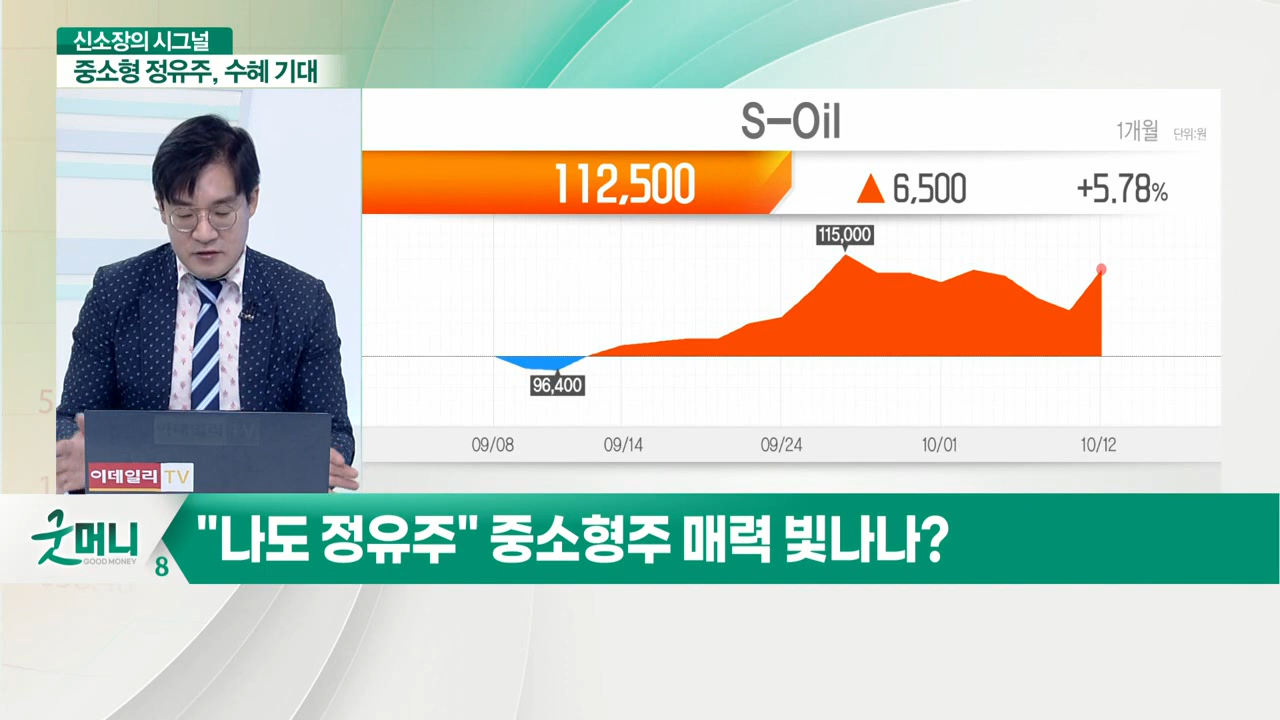 신소장의 시그널
중소형 정유주, 수혜 기대
S-Oil
1개월 단위:원
112,500 ▲ 6,500 +5.78%
115,000
96,400
09/08 09/14 09/24 10/01 10/12
이데일리 TV
굿머니
GOOD MONEY
8
"나도 정유주" 중소형주 매력 빛나나?